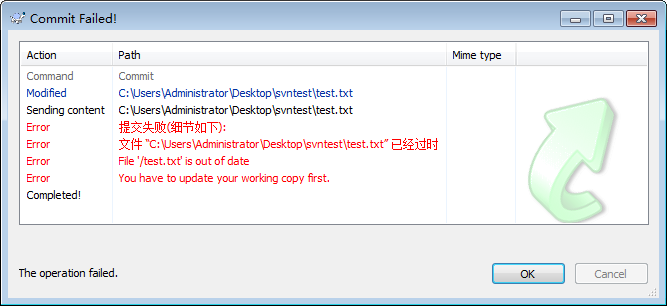 Commit Failed!
Action Path Mime type
Command Commit
Modified C:\Users\Administrator\Desktop\svntest\test.txt
Sending content C:\Users\Administrator\Desktop\svntest\test.txt
Error 提交失败(细节如下):
Error 文件 “C:\Users\Administrator\Desktop\svntest\test.txt” 已经过时
Error File '/test.txt' is out of date
Error You have to update your working copy first.
Completed!
The operation failed.
OK Cancel